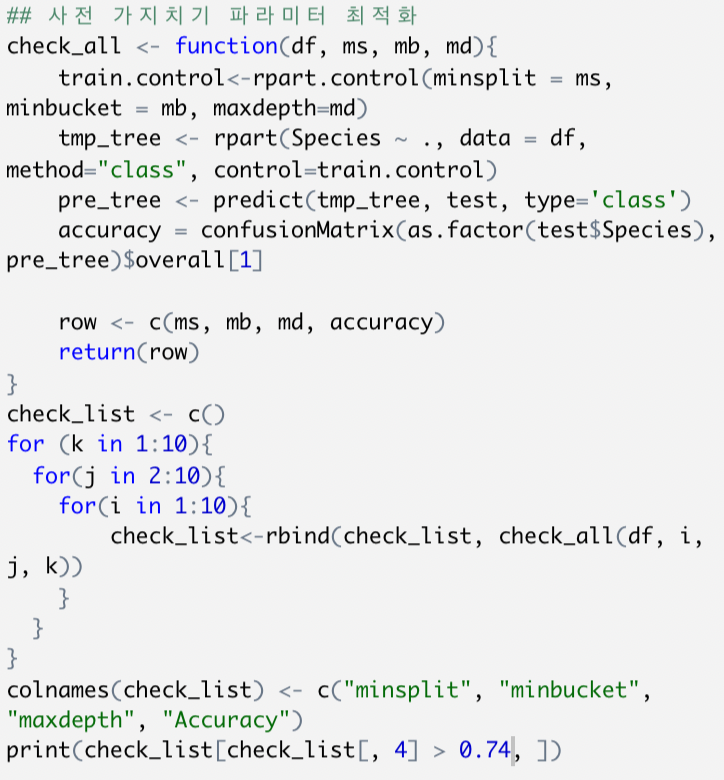 ## 사전 가지치기 파라미터 최적화
check_all <- function(df, ms, mb, md){
    train.control<-rpart.control(minsplit = ms,
minbucket = mb, maxdepth=md)
    tmp_tree <- rpart(Species ~ ., data = df,
method="class", control=train.control)
    pre_tree <- predict(tmp_tree, test, type='class')
    accuracy = confusionMatrix(as.factor(test$Species),
pre_tree)$overall[1]

    row <- c(ms, mb, md, accuracy)
    return(row)
}
check_list <- c()
for (k in 1:10){
  for(j in 2:10){
    for(i in 1:10){
        check_list<-rbind(check_list, check_all(df, i,
j, k))
    }
  }
}
colnames(check_list) <- c("minsplit", "minbucket",
"maxdepth", "Accuracy")
print(check_list[check_list[, 4] > 0.74, ])